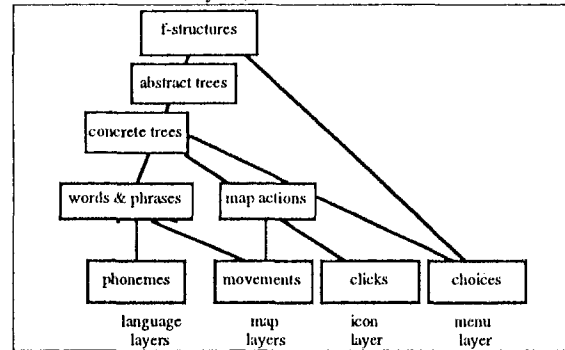 f-structures
abstract trees
concrete trees
words & phrases
map actions
phonemes
movements
clicks
choices
language
layers
map
layers
icon
layer
menu
layer